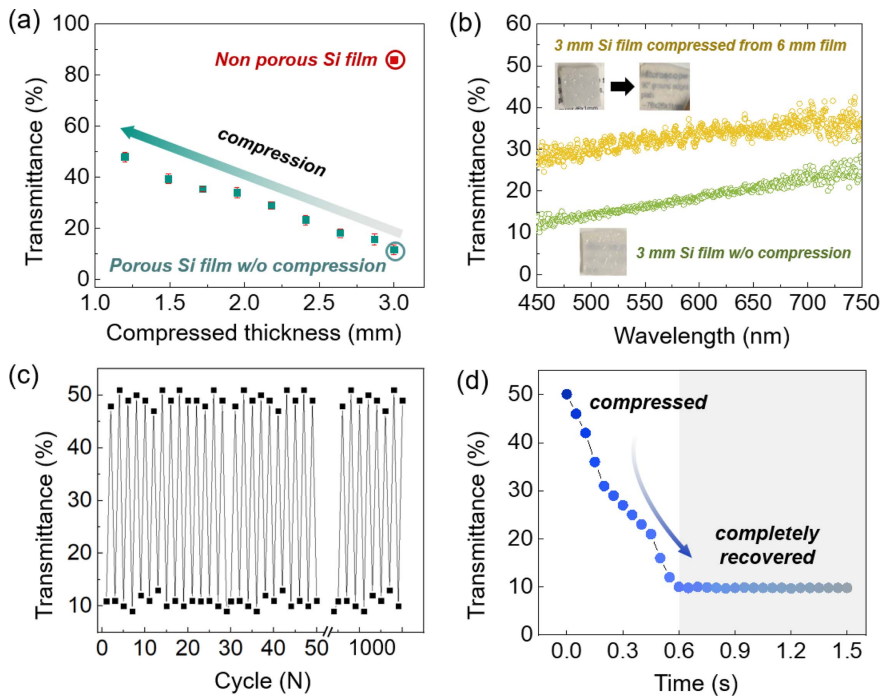 (a)
100
80
60
40
20
0
Transmittance (%)
Non porous Si film
compression
Porous Si film w/o compression
1.0 1.5 2.0 2.5 3.0
Compressed thickness (mm)
(b)
60
50
40
30
20
10
0
Transmittance (%)
3 mm Si film compressed from 6 mm film
3 mm Si film w/o compression
450 500 550 600 650 700 750
Wavelength (nm)
(c)
50
40
30
20
10
Transmittance (%)
0 10 20 30 40 50 1000
Cycle (N)
(d)
50
40
30
20
10
0
Transmittance (%)
compressed
completely
recovered
0.0 0.3 0.6 0.9 1.2 1.5
Time (s)